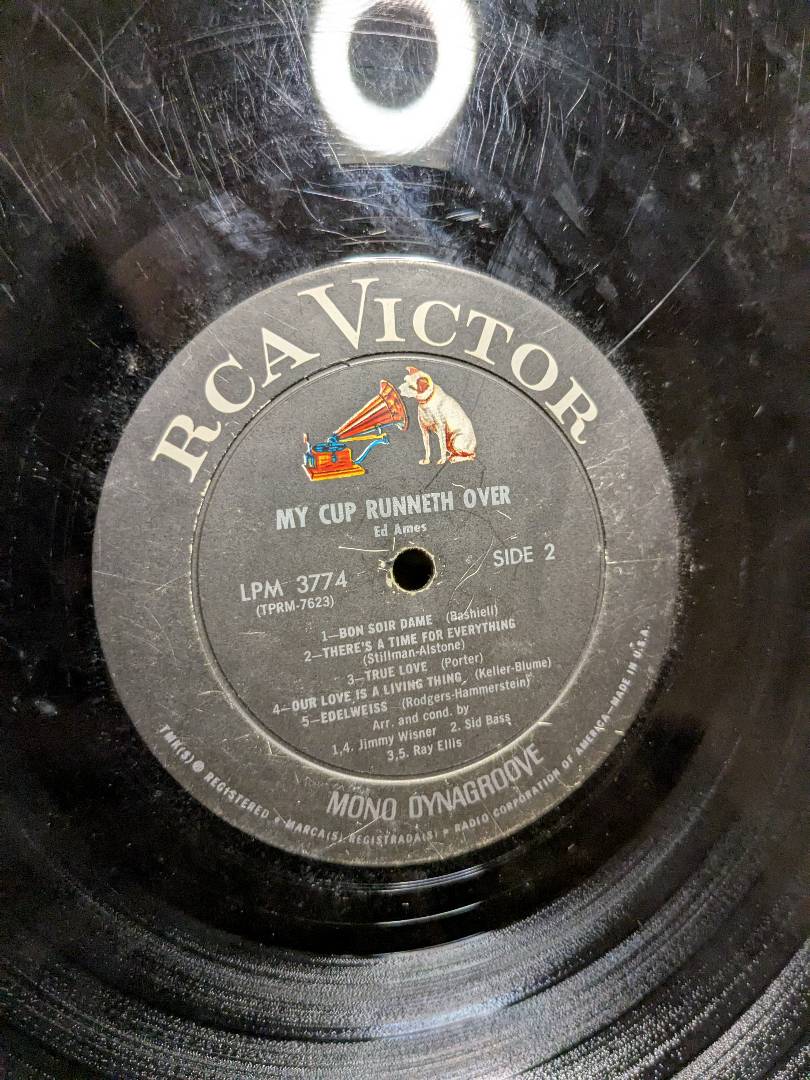 RCA VICTOR
MY CUP RUNNETH OVER
Ed Ames
LPM 3774
(TPRM-7623)
SIDE 2
1—BON SOIR DAME (Bashiell)
2—THERE'S A TIME FOR EVERYTHING
(Stillman-Alstone)
3—TRUE LOVE (Porter)
4—OUR LOVE IS A LIVING THING (Keller-Blume)
5—EDELWEISS (Rodgers-Hammerstein)
Arr. and cond. by
1,4. Jimmy Wisner 2. Sid Bass
3,5. Ray Ellis
MONO DYNAGROOVE
TMK(S) ® REGISTERED • MARCA(S) REGISTRADA(S) • RADIO CORPORATION OF AMERICA—MADE IN U.S.A.